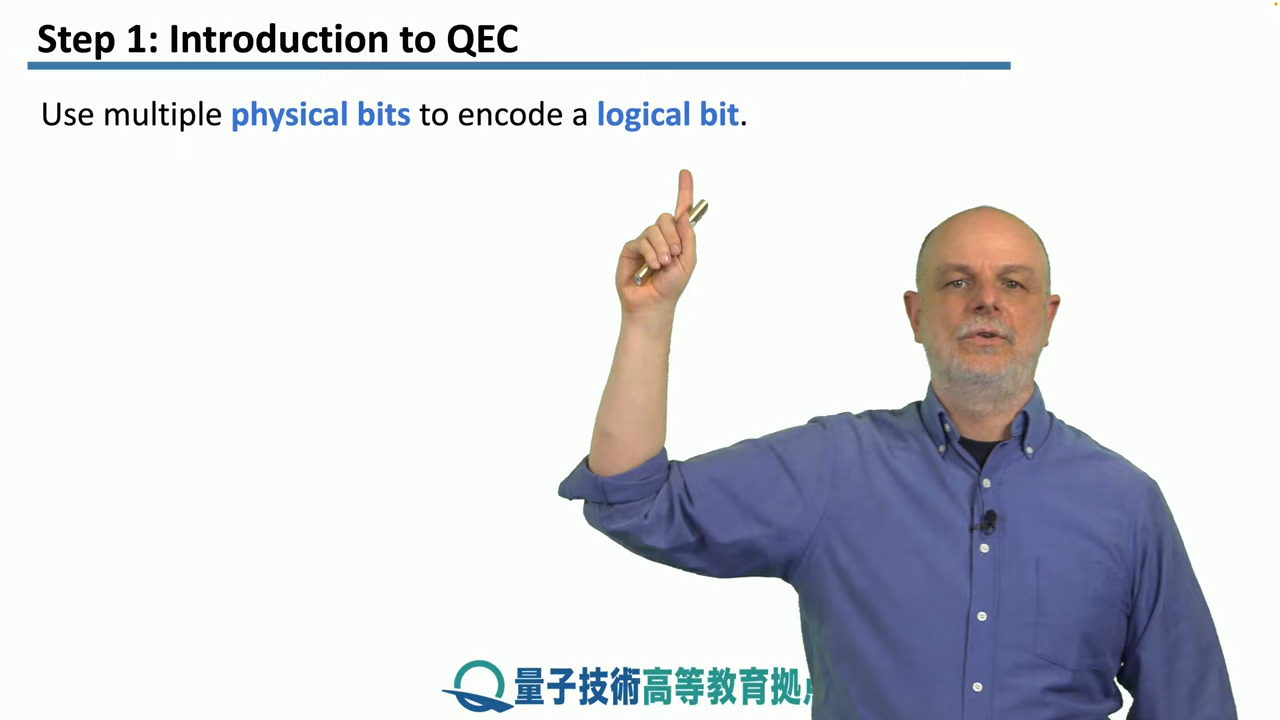 Step 1: Introduction to QEC
Use multiple physical bits to encode a logical bit.
量子技術高等教育拠